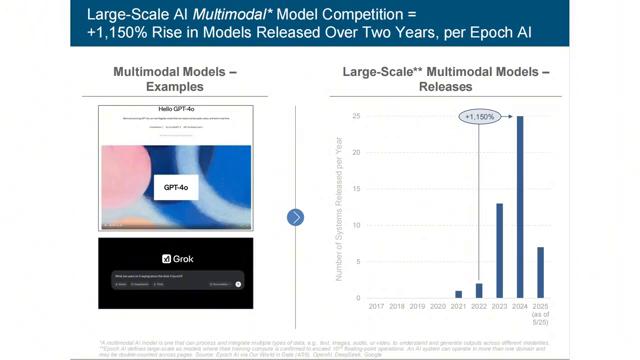 Large-Scale AI Multimodal* Model Competition =
+1,150% Rise in Models Released Over Two Years, per Epoch AI
Multimodal Models –
Examples
Hello GPT-4o
GPT-4o
Grok
Large-Scale** Multimodal Models –
Releases
+1,150%
Number of Systems Released per Year
25
20
15
10
5
0
2017 2018 2019 2020 2021 2022 2023 2024 2025
(as of
5/25)
*A multimodal AI model is one that can process and integrate multiple types of data, e.g., text, images, audio, or video, to understand and generate outputs across different modalities.
**Epoch AI defines large-scale as models where training compute is confirmed to exceed 10²³ floating-point operations. An AI system can operate in more than one domain and
may be double-counted across pages. Source: Epoch AI via Our World in Data (4/25), OpenAI, DeepSeek, Google